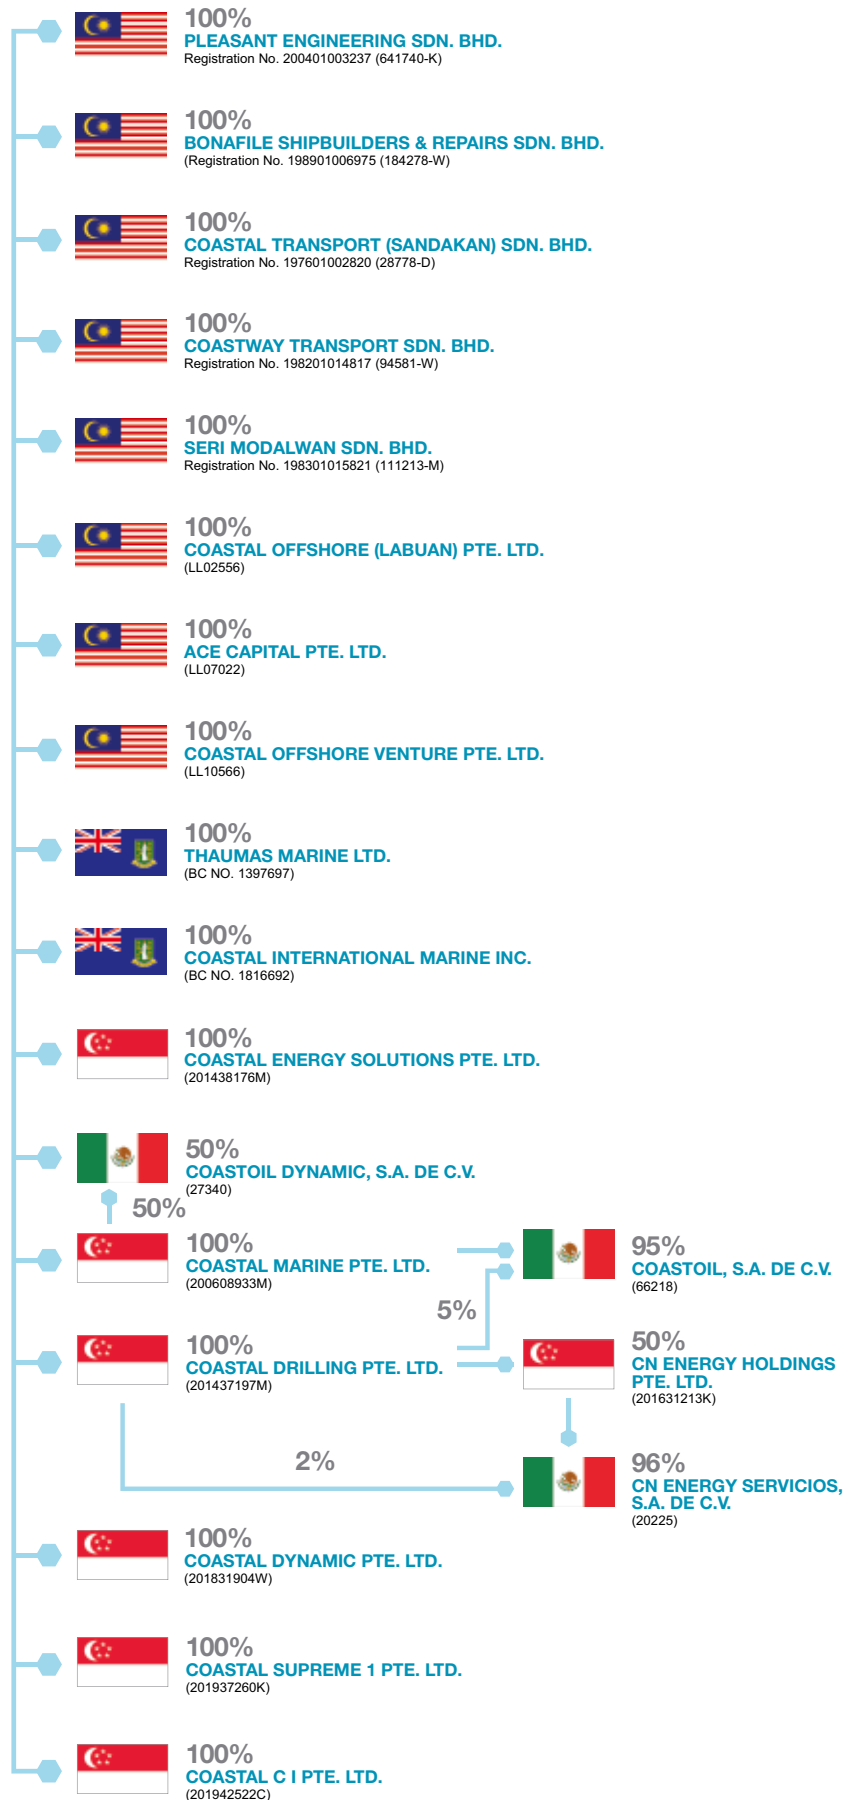 100%
PLEASANT ENGINEERING SDN. BHD.
Registration No. 200401003237 (641740-K)
100%
BONAFILE SHIPBUILDERS & REPAIRS SDN. BHD.
(Registration No. 198901006975 (184278-W)
100%
COASTAL TRANSPORT (SANDAKAN) SDN. BHD.
Registration No. 197601002820 (28778-D)
100%
COASTWAY TRANSPORT SDN. BHD.
Registration No. 198201014817 (94581-W)
100%
SERI MODALWAN SDN. BHD.
Registration No. 198301015821 (111213-M)
100%
COASTAL OFFSHORE (LABUAN) PTE. LTD.
(LL02556)
100%
ACE CAPITAL PTE. LTD.
(LL07022)
100%
COASTAL OFFSHORE VENTURE PTE. LTD.
(LL10566)
100%
THAUMAS MARINE LTD.
(BC NO. 1397697)
100%
COASTAL INTERNATIONAL MARINE INC.
(BC NO. 1816692)
100%
COASTAL ENERGY SOLUTIONS PTE. LTD.
(201438176M)
50%
COASTOIL DYNAMIC, S.A. DE C.V.
(27340)
50%
100%
COASTAL MARINE PTE. LTD.
(200608933M)
95%
COASTOIL, S.A. DE C.V.
(66218)
5%
100%
COASTAL DRILLING PTE. LTD.
(201437197M)
50%
CN ENERGY HOLDINGS
PTE. LTD.
(201631213K)
2%
96%
CN ENERGY SERVICIOS,
S.A. DE C.V.
(20225)
100%
COASTAL DYNAMIC PTE. LTD.
(201831904W)
100%
COASTAL SUPREME 1 PTE. LTD.
(201937260K)
100%
COASTAL C I PTE. LTD.
(201942522C)